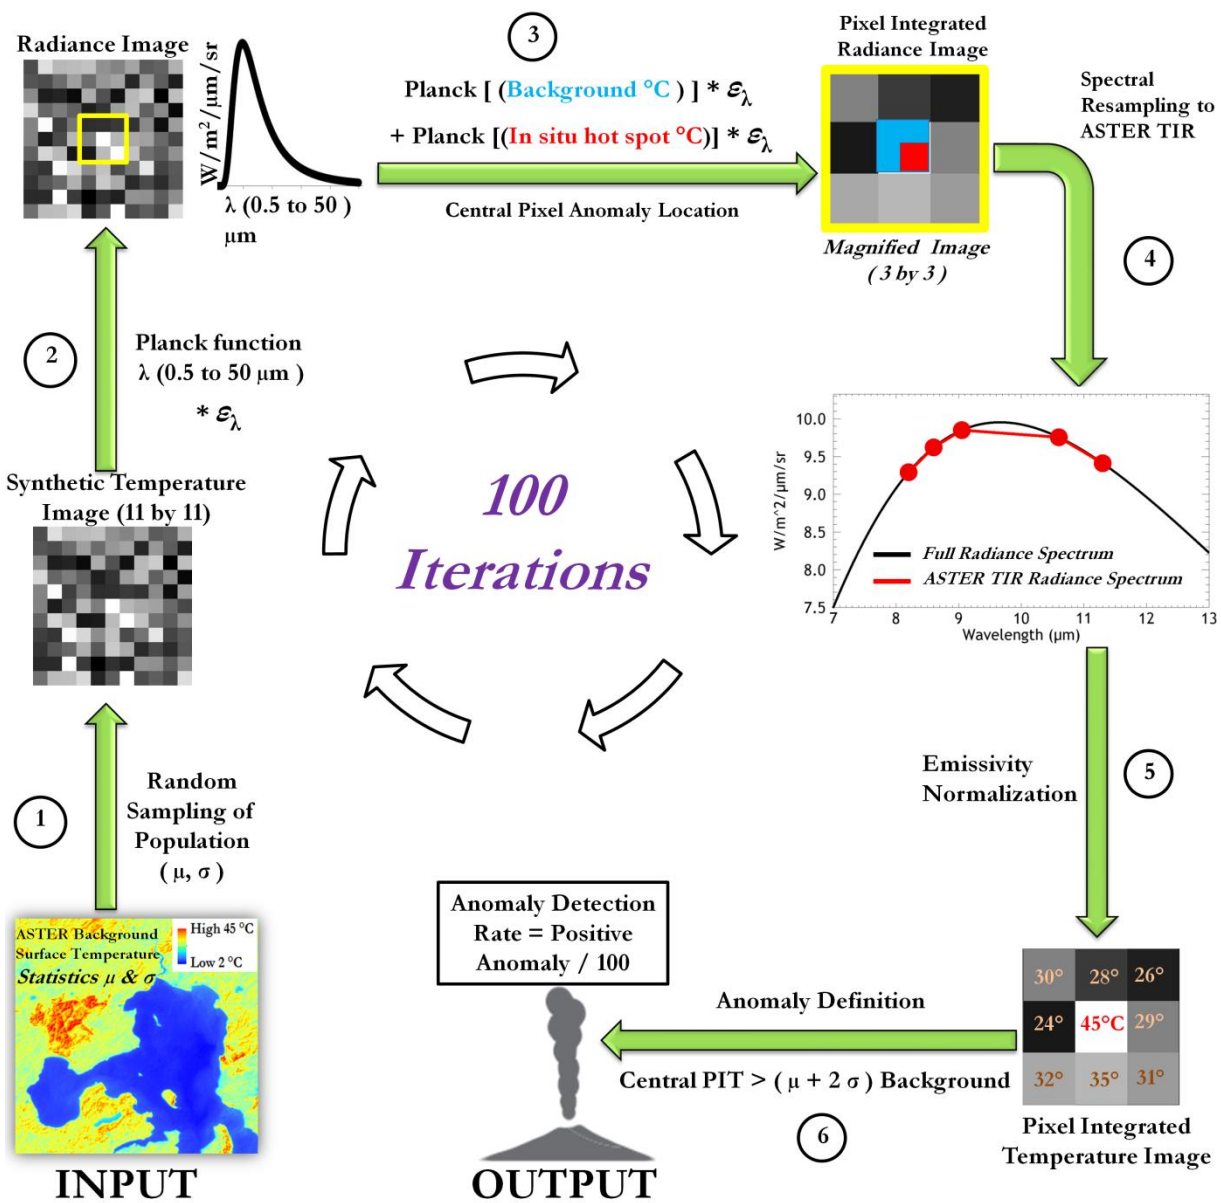 Radiance Image
W/m²/µm/sr
λ (0.5 to 50 )
µm
3
Planck [ (Background °C ) ] * ελ
+ Planck [(In situ hot spot °C)] * ελ
Central Pixel Anomaly Location
Pixel Integrated
Radiance Image
Magnified Image
( 3 by 3 )
Spectral
Resampling to
ASTER TIR
4
2
Planck function
λ (0.5 to 50 µm )
* ελ
Synthetic Temperature
Image (11 by 11)
100
Iterations
10.0
9.5
9.0
8.5
8.0
7.5
W/m^2/µm/sr
Full Radiance Spectrum
ASTER TIR Radiance Spectrum
7 8 9 10 11 12 13
Wavelength (µm)
1
Random
Sampling of
Population
( µ, σ )
Emissivity
Normalization
5
ASTER Background
Surface Temperature
Statistics µ & σ
High 45 °C
Low 2 °C
INPUT
Anomaly Detection
Rate = Positive
Anomaly / 100
OUTPUT
Anomaly Definition
Central PIT > ( µ + 2 σ ) Background
6
30° 28° 26°
24° 45°C 29°
32° 35° 31°
Pixel Integrated
Temperature Image